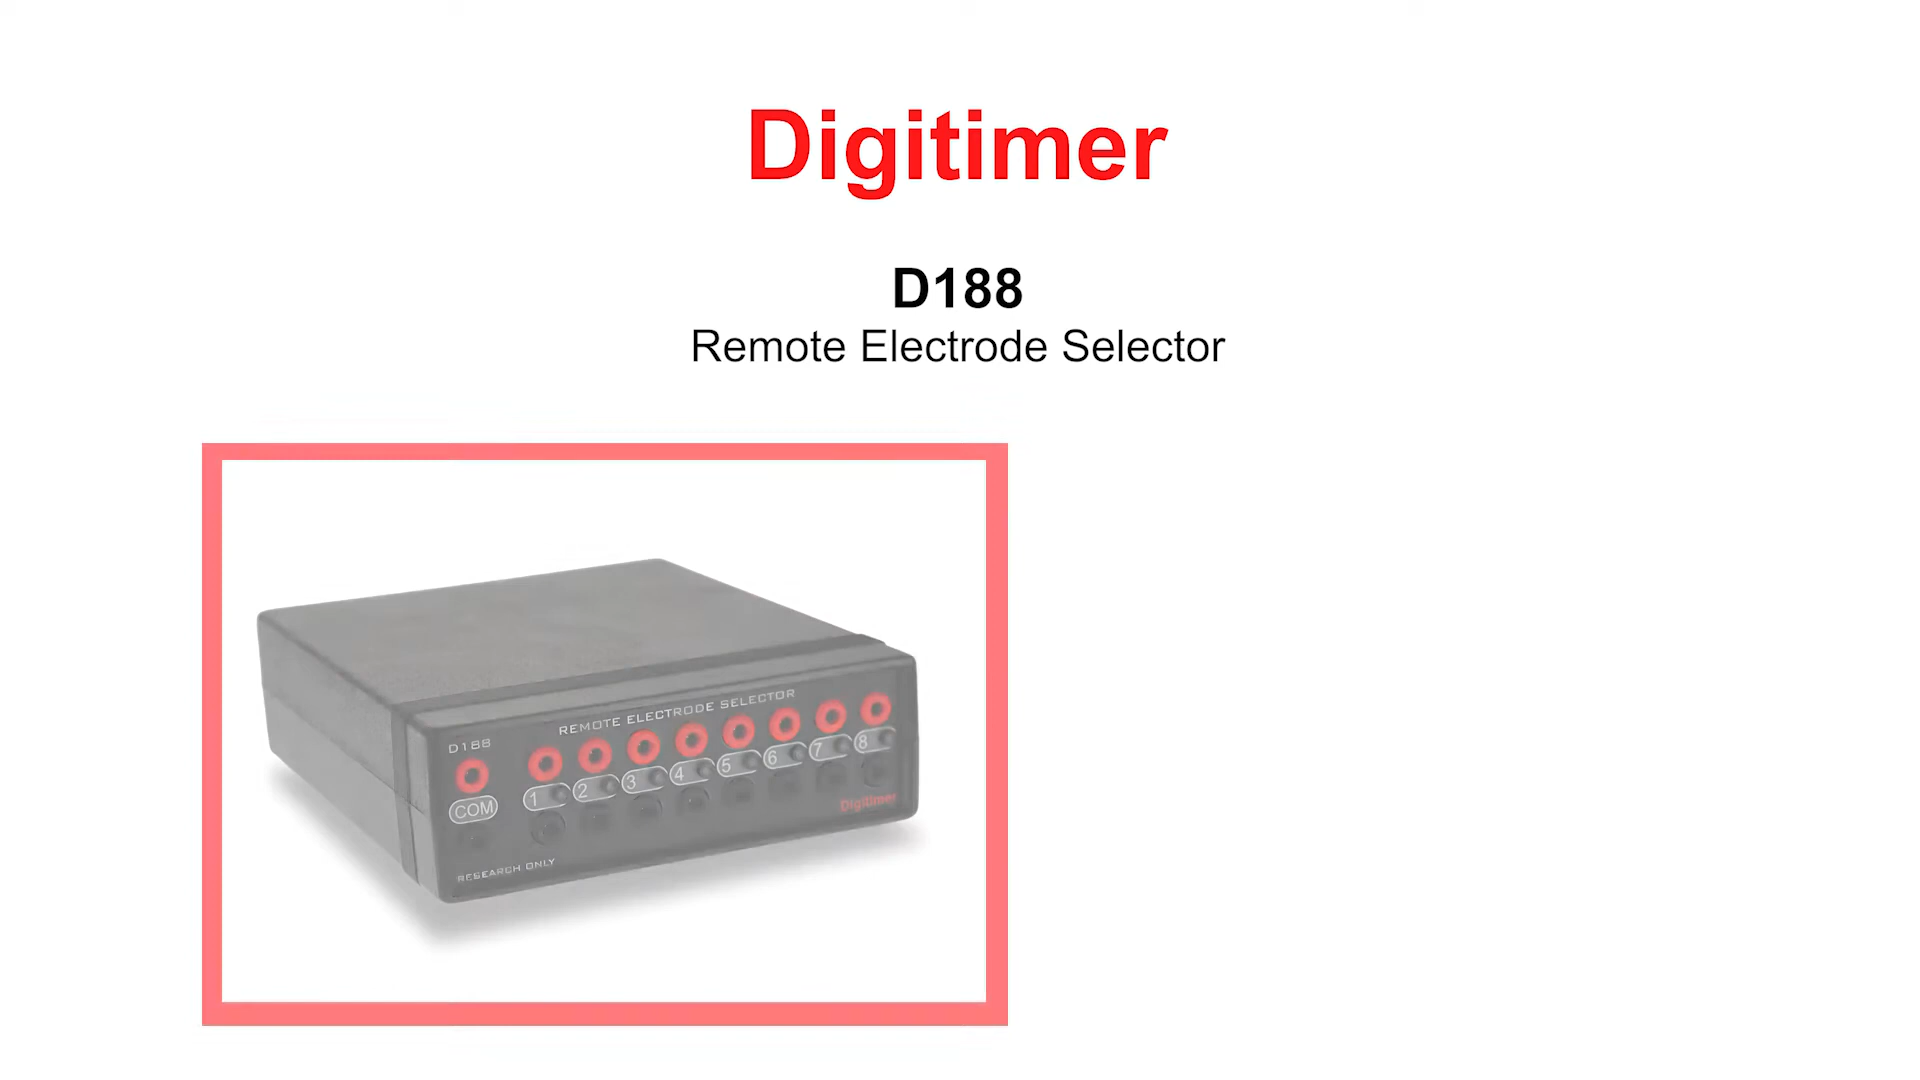 Digitimer
D188
Remote Electrode Selector
REMOTE ELECTRODE SELECTOR
D188
1 2 3 4 5 6 7 8
COM
Digitimer
RESEARCH ONLY